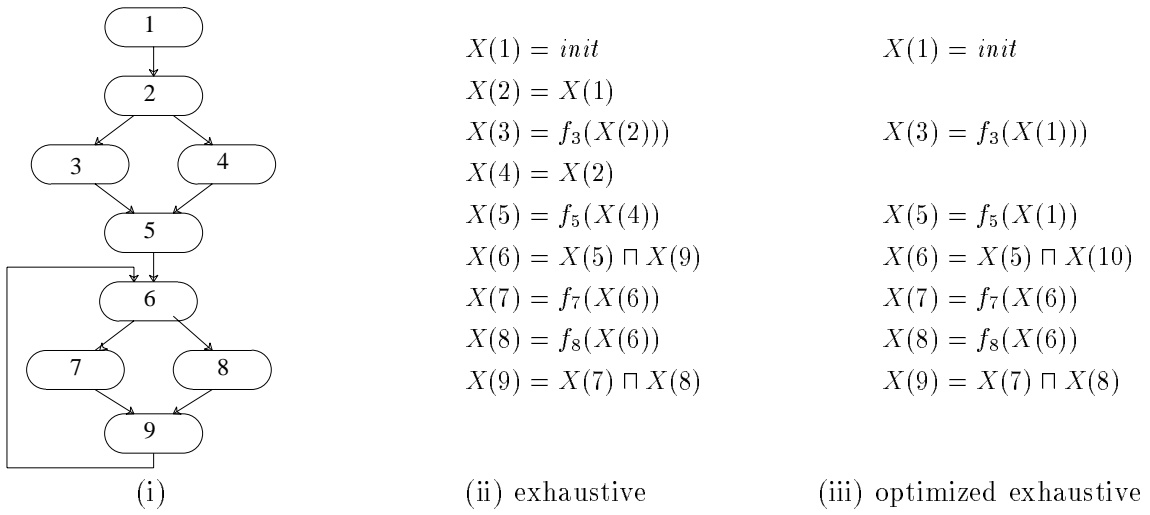 1
2
3
4
5
6
7
8
9
(i)
X(1) = init
X(2) = X(1)
X(3) = f₃(X(2)))
X(4) = X(2)
X(5) = f₅(X(4))
X(6) = X(5) ⊓ X(9)
X(7) = f₇(X(6))
X(8) = f₈(X(6))
X(9) = X(7) ⊓ X(8)
(ii) exhaustive
X(1) = init
X(3) = f₃(X(1)))
X(5) = f₅(X(1))
X(6) = X(5) ⊓ X(10)
X(7) = f₇(X(6))
X(8) = f₈(X(6))
X(9) = X(7) ⊓ X(8)
(iii) optimized exhaustive